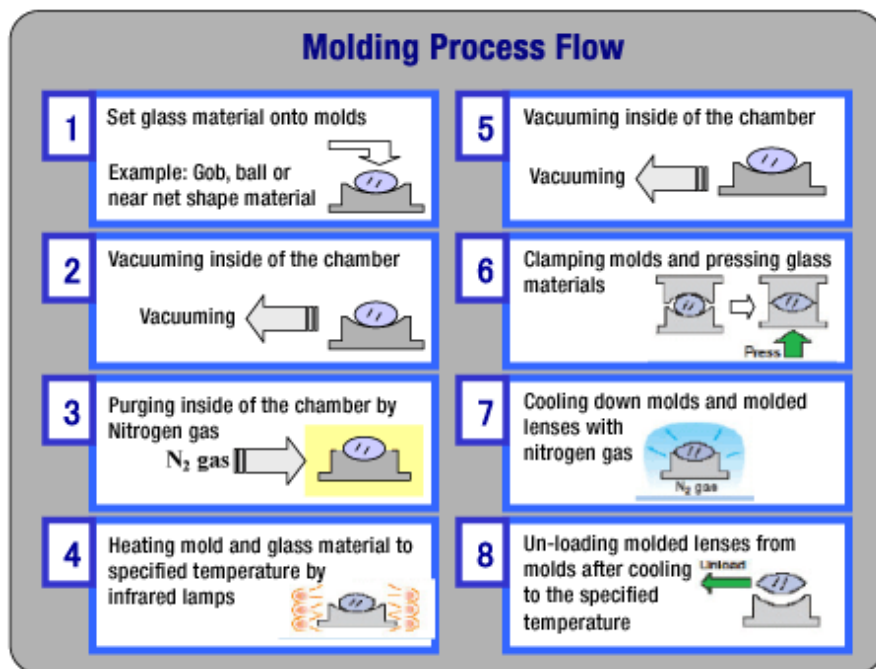 Molding Process Flow
1
Set glass material onto molds
Example: Gob, ball or
near net shape material
2
Vacuuming inside of the chamber
Vacuuming
3
Purging inside of the chamber by
Nitrogen gas
N₂ gas
4
Heating mold and glass material to
specified temperature by
infrared lamps
5
Vacuuming inside of the chamber
Vacuuming
6
Clamping molds and pressing glass
materials
Press
7
Cooling down molds and molded
lenses with
nitrogen gas
N₂ gas
8
Un-loading molded lenses from
molds after cooling
Unload
to the specified
temperature